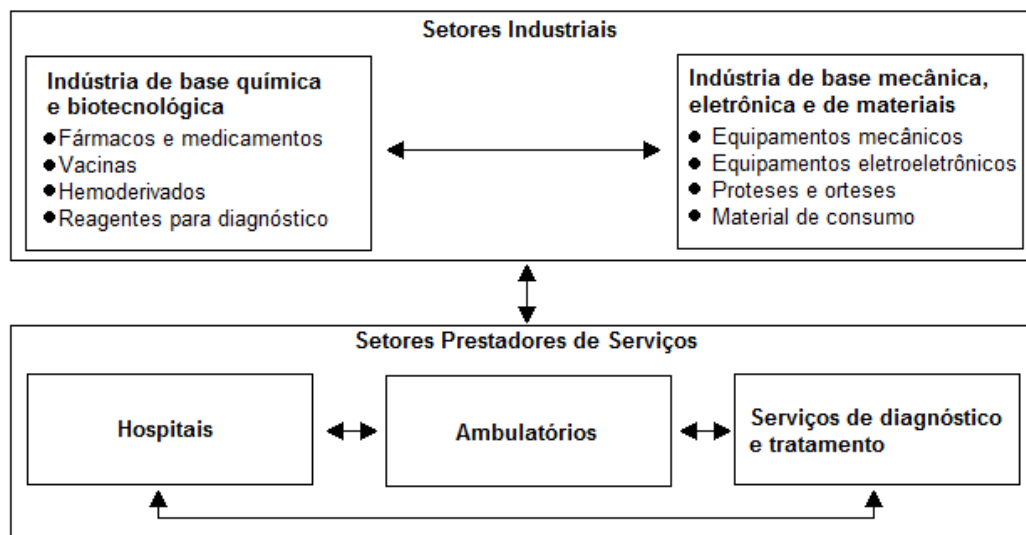 Setores Industriais
Indústria de base química
e biotecnológica
● Fármacos e medicamentos
● Vacinas
● Hemoderivados
● Reagentes para diagnóstico
Indústria de base mecânica,
eletrônica e de materiais
● Equipamentos mecânicos
● Equipamentos eletroeletrônicos
● Proteses e orteses
● Material de consumo
Setores Prestadores de Serviços
Hospitais
Ambulatórios
Serviços de diagnóstico
e tratamento